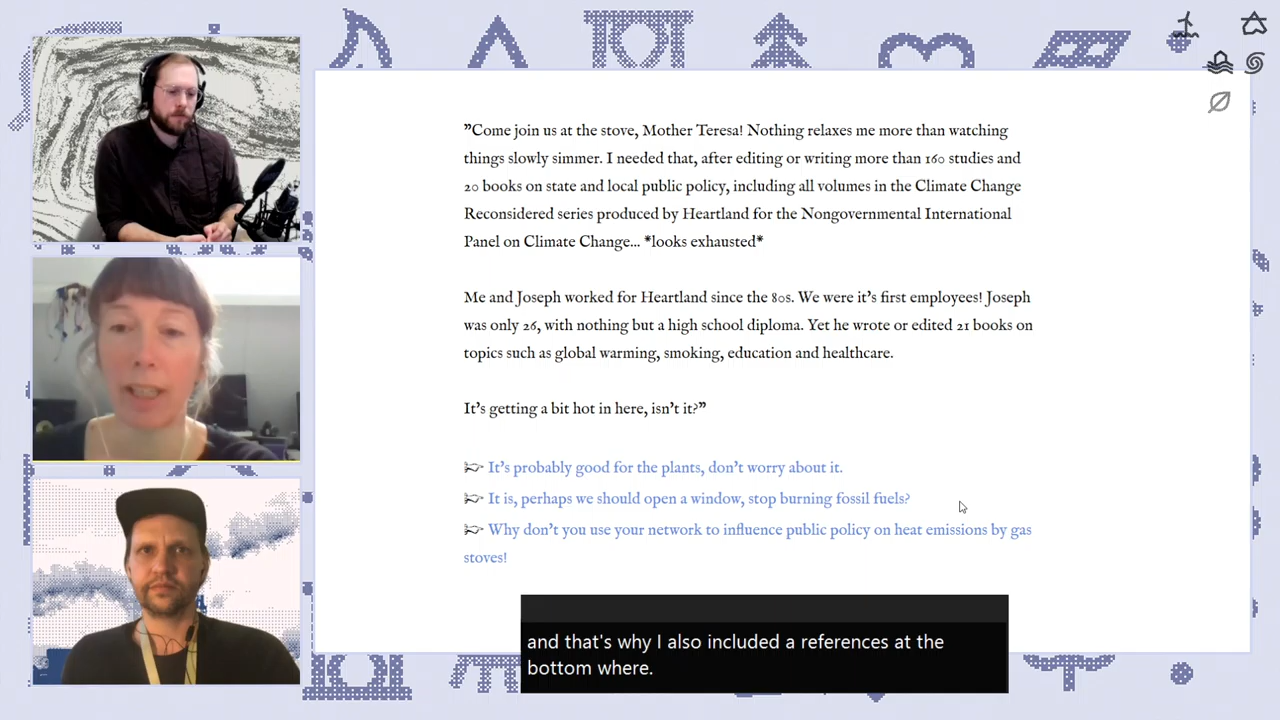 ”Come join us at the stove, Mother Teresa! Nothing relaxes me more than watching
things slowly simmer. I needed that, after editing or writing more than 160 studies and
20 books on state and local public policy, including all volumes in the Climate Change
Reconsidered series produced by Heartland for the Nongovernmental International
Panel on Climate Change... *looks exhausted*
Me and Joseph worked for Heartland since the 80s. We were it's first employees! Joseph
was only 26, with nothing but a high school diploma. Yet he wrote or edited 21 books on
topics such as global warming, smoking, education and healthcare.
It's getting a bit hot in here, isn't it?”
It's probably good for the plants, don't worry about it.
It is, perhaps we should open a window, stop burning fossil fuels?
Why don't you use your network to influence public policy on heat emissions by gas
stoves!
and that's why I also included a references at the
bottom where.